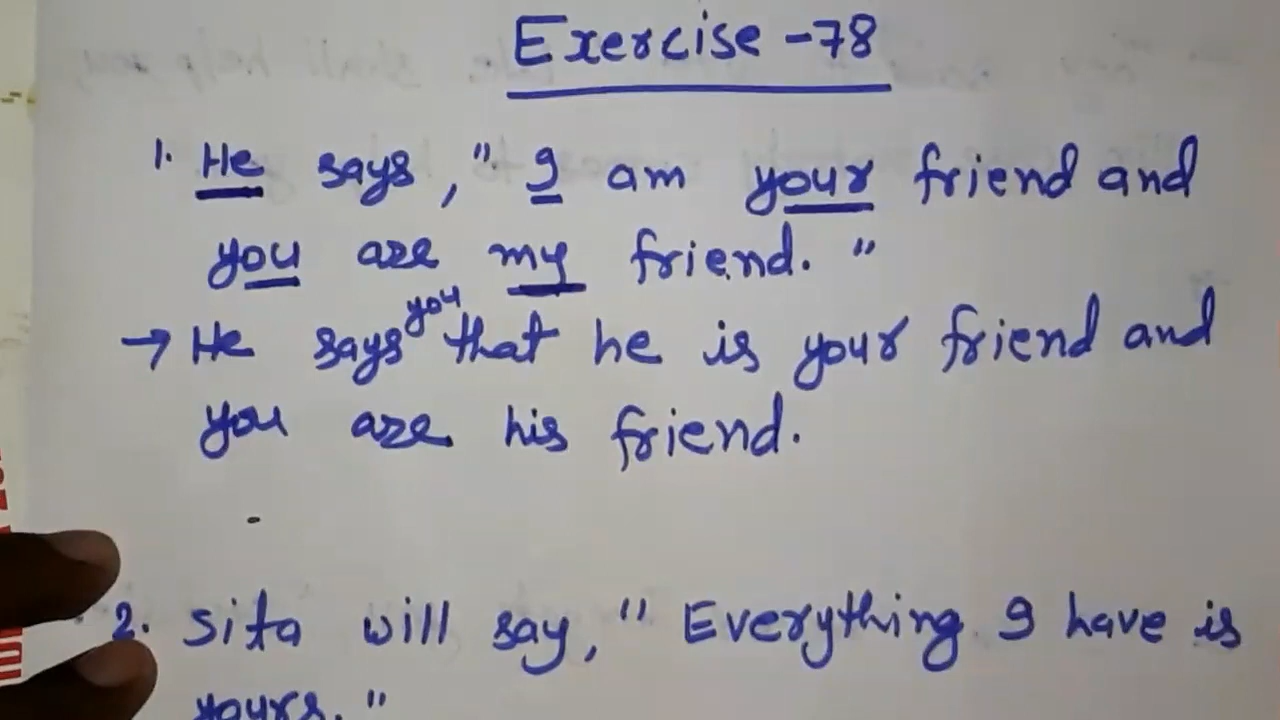 Exercise -78
1. He says, " I am your friend and
you are my friend. "
you
→ He says that he is your friend and
you are his friend.
2. Sita will say, " Everything I have is
yours. "